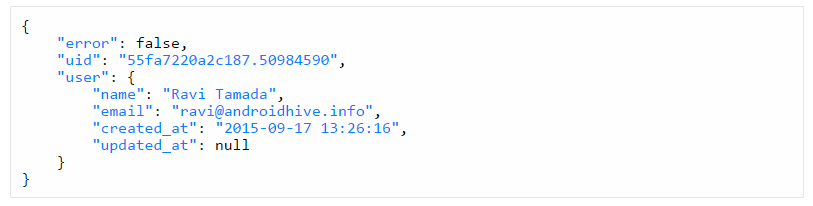 {
    "error": false,
    "uid": "55fa7220a2c187.50984590",
    "user": {
        "name": "Ravi Tamada",
        "email": "ravi@androidhive.info",
        "created_at": "2015-09-17 13:26:16",
        "updated_at": null
    }
}